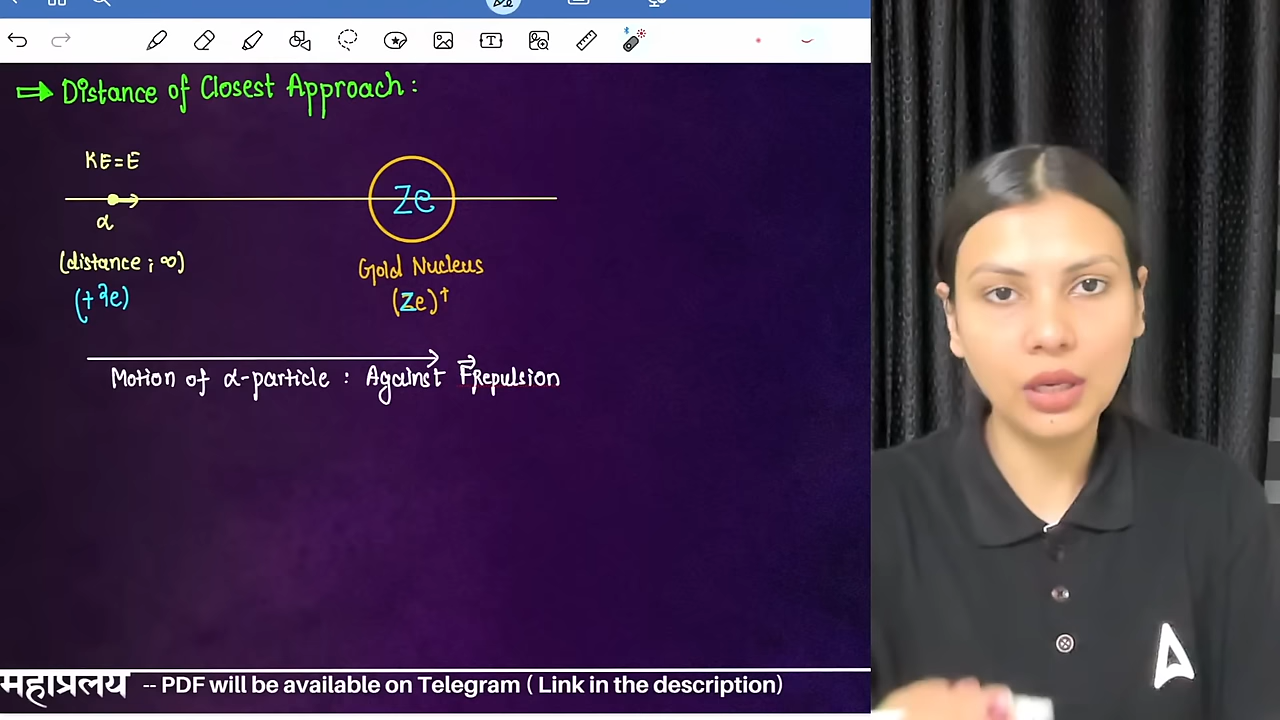 ⇒ Distance of Closest Approach :
KE = E
Ze
α
(distance ; ∞)
Gold Nucleus
(+2e)
(Ze)⁺
Motion of α-particle : Against F⃗Repulsion
महाप्रलय -- PDF will be available on Telegram ( Link in the description)